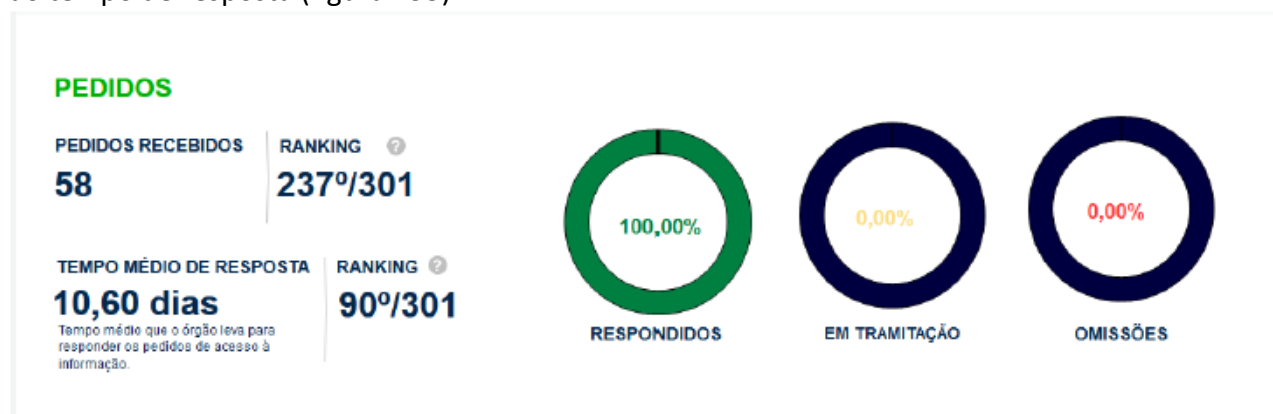 PEDIDOS
PEDIDOS RECEBIDOS
58
RANKING ?
237º/301
TEMPO MÉDIO DE RESPOSTA
10,60 dias
Tempo médio que o órgão leva para
responder os pedidos de acesso à
informação.
RANKING ?
90º/301
100,00%
RESPONDIDOS
0,00%
EM TRAMITAÇÃO
0,00%
OMISSÕES